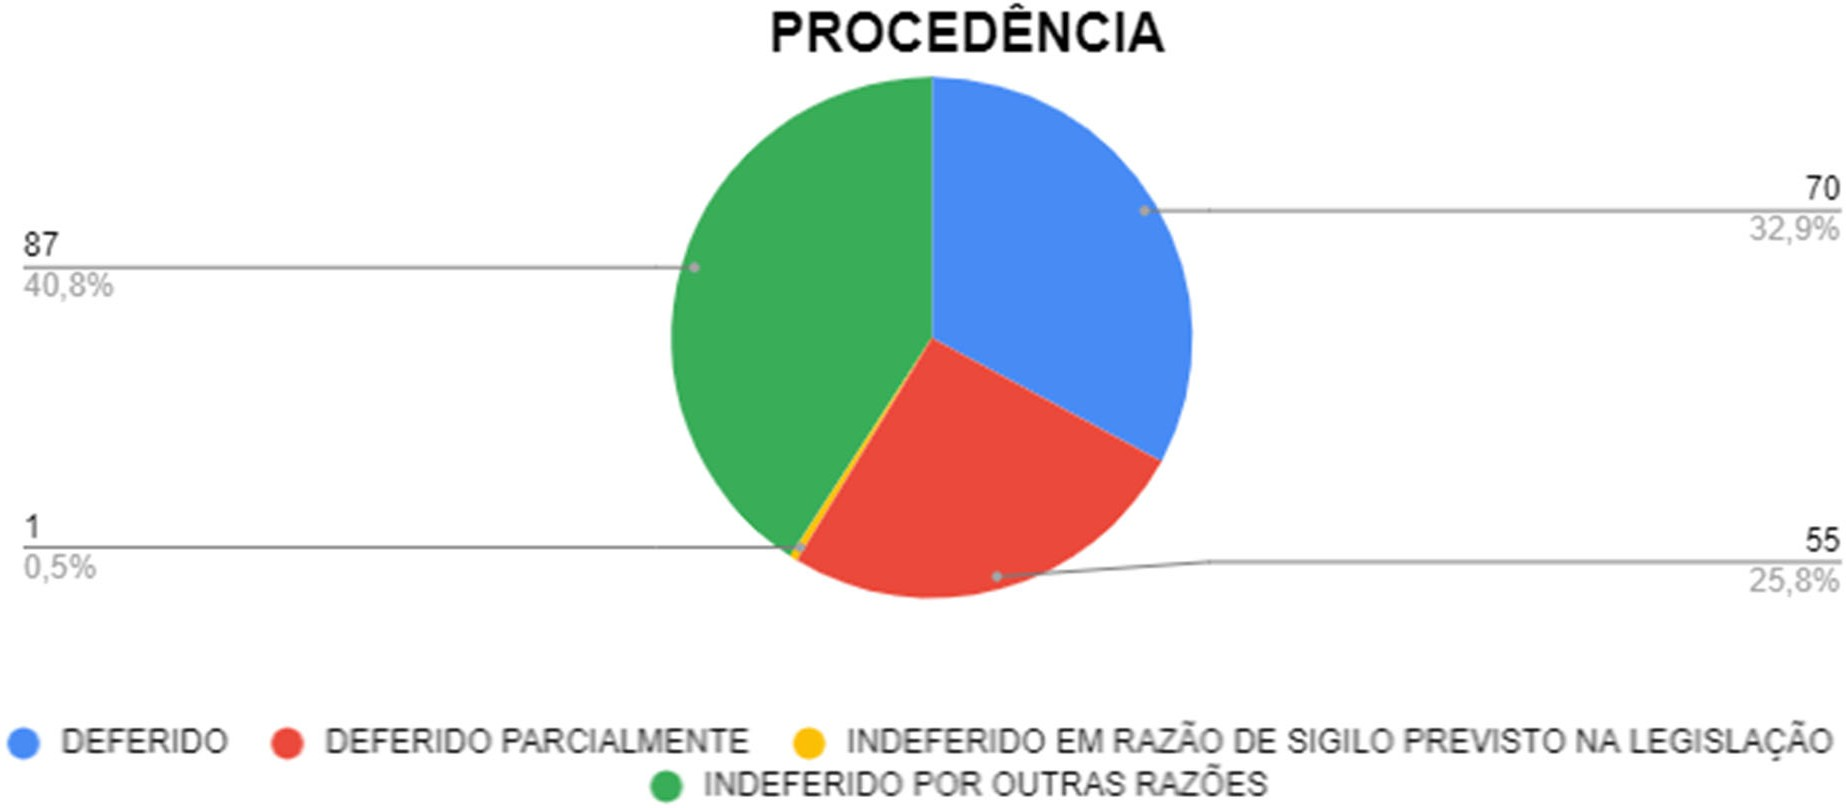 PROCEDÊNCIA
70
32,9%
87
40,8%
1
0,5%
55
25,8%
DEFERIDO
DEFERIDO PARCIALMENTE
INDEFERIDO EM RAZÃO DE SIGILO PREVISTO NA LEGISLAÇÃO
INDEFERIDO POR OUTRAS RAZÕES